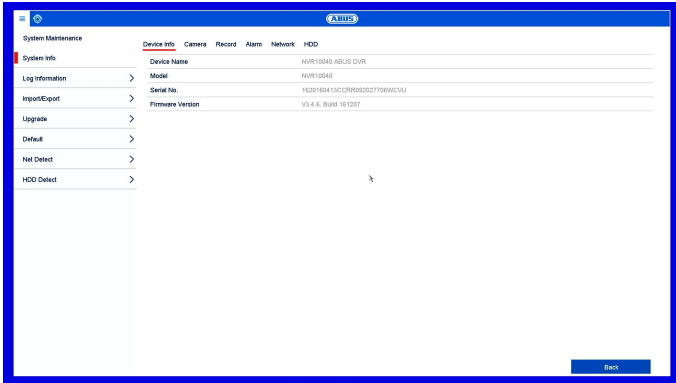 ABUS
System Maintenance
Device Info Camera Record Alarm Network HDD
System Info
Device Name NVR10040 ABUS DVR
Model NVR10040
Log Information
Serial No. 1620160413CCRR092027706WCVU
Import/Export
Firmware Version V3.4.6, Build 161207
Upgrade
Default
Net Detect
HDD Detect
Back